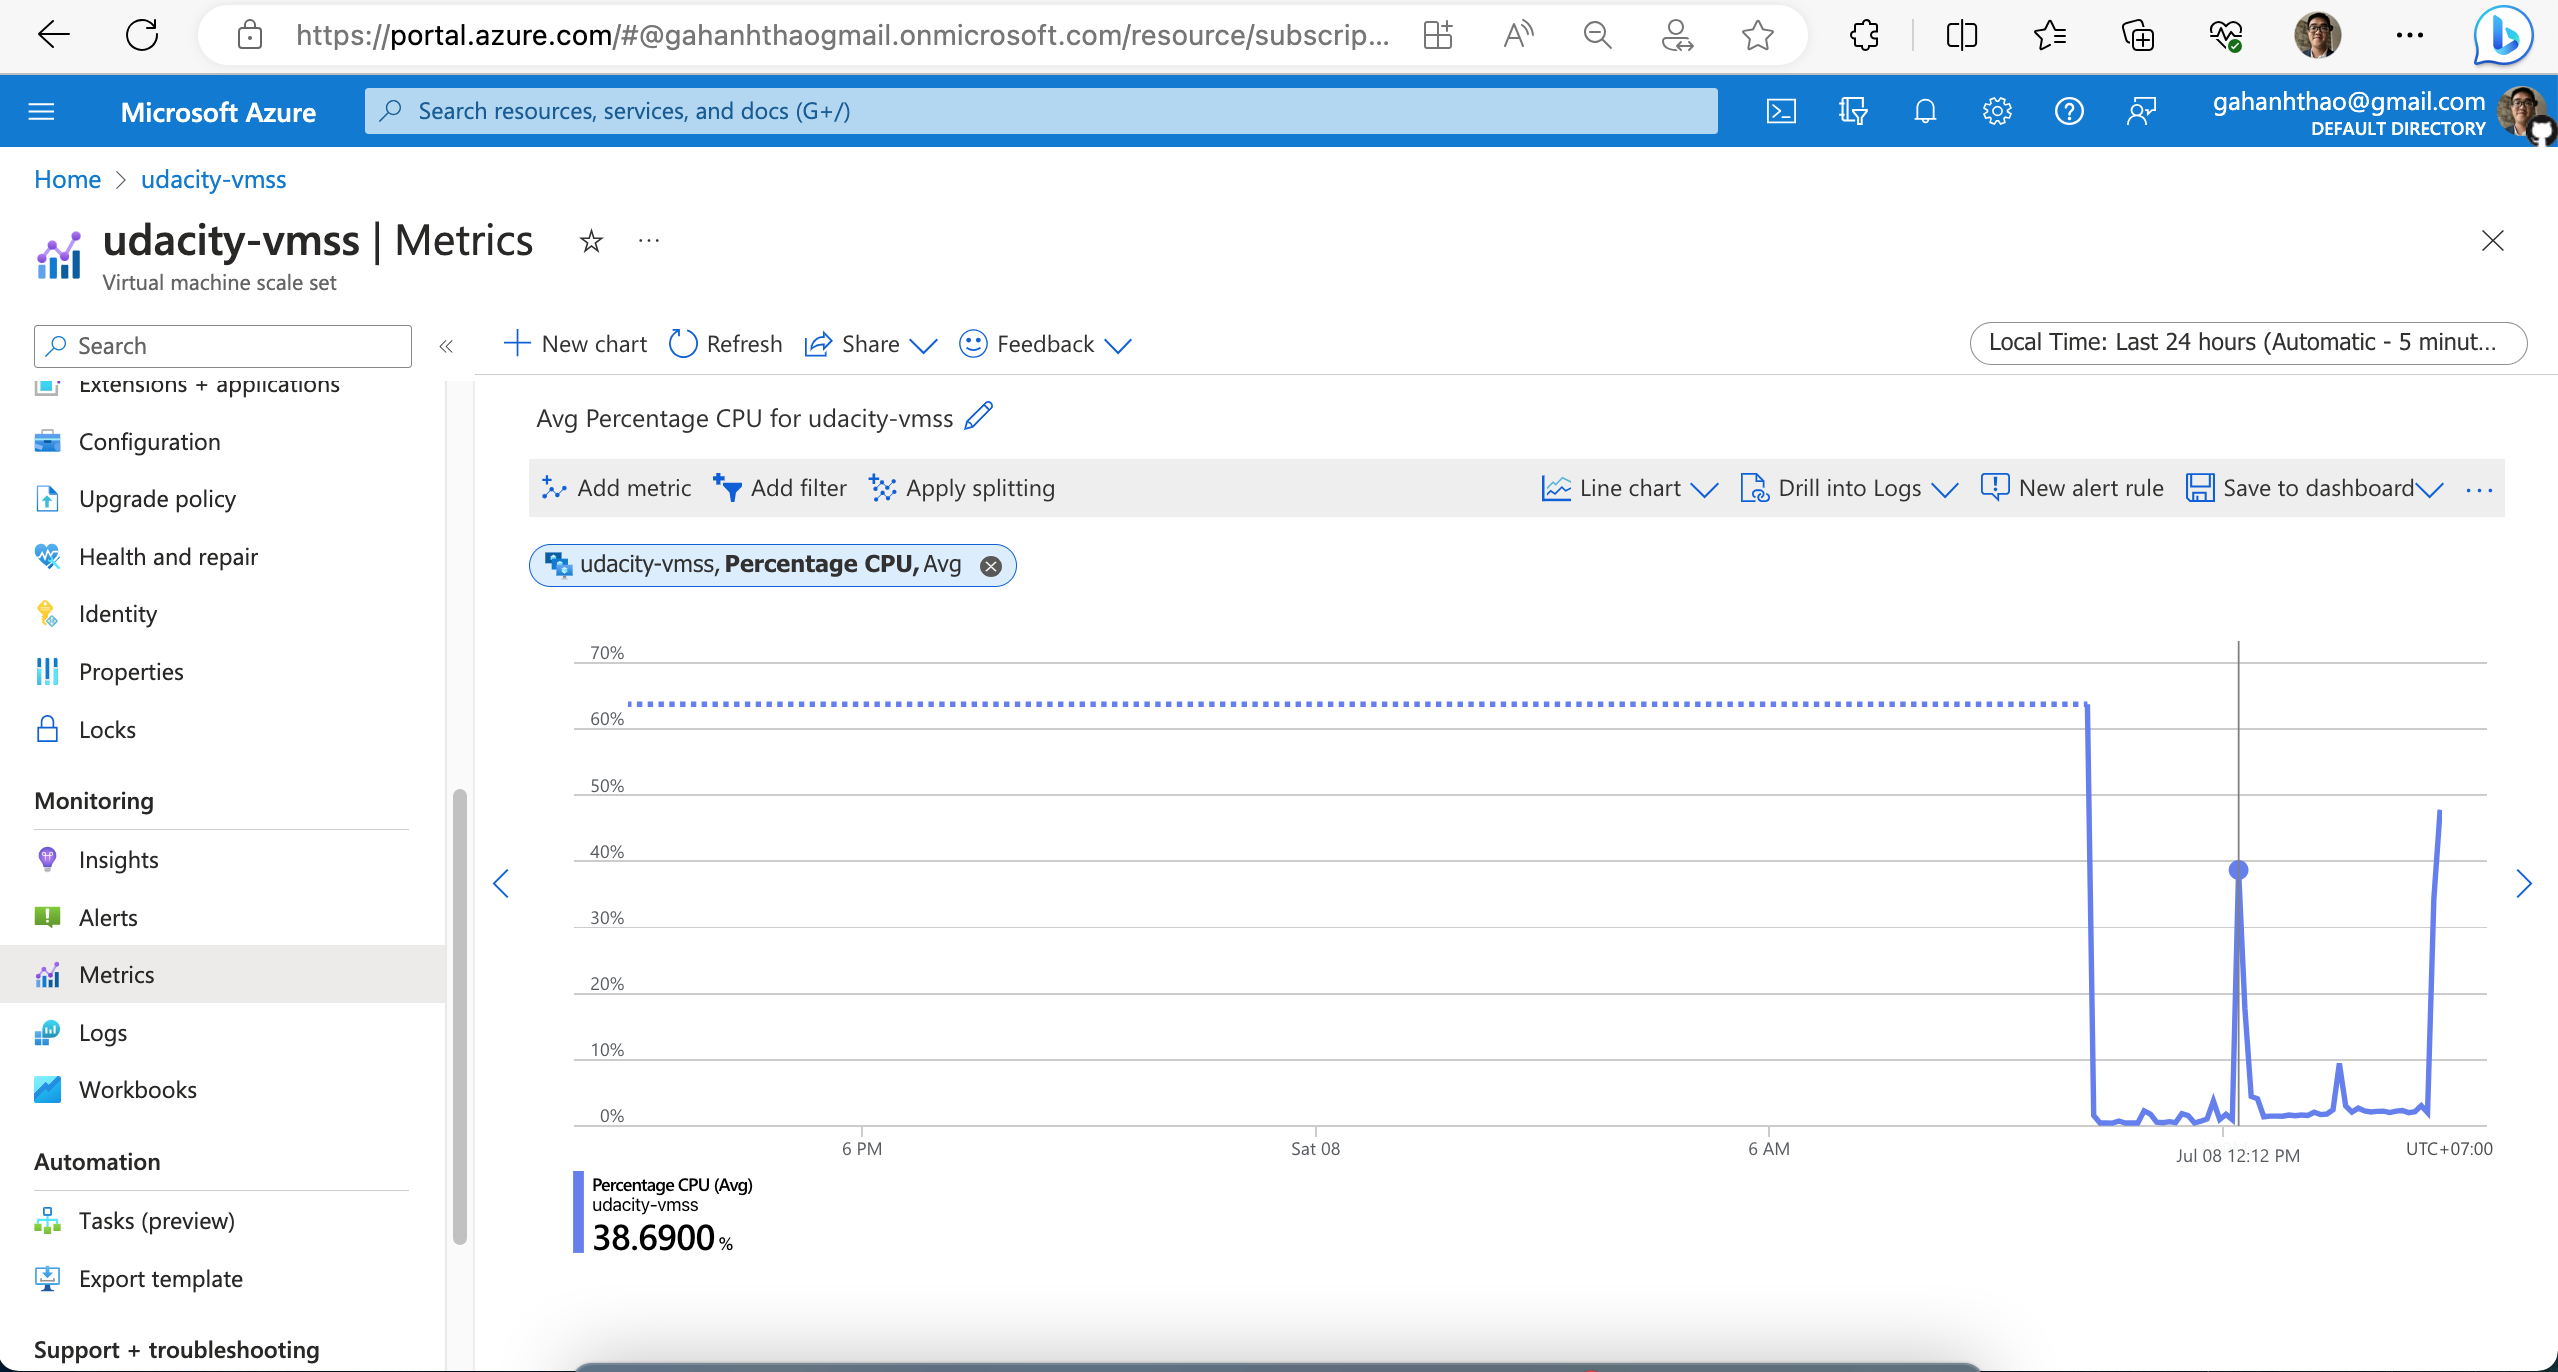 https://portal.azure.com/#@gahanhthaogmail.onmicrosoft.com/resource/subscrip...
Microsoft Azure
Search resources, services, and docs (G+/)
gahanhthao@gmail.com
DEFAULT DIRECTORY
Home > udacity-vmss
udacity-vmss | Metrics
Virtual machine scale set
Search
«
New chart
Refresh
Share
Feedback
Local Time: Last 24 hours (Automatic - 5 minut...
Extensions + applications
Configuration
Upgrade policy
Health and repair
Identity
Properties
Locks
Monitoring
Insights
Alerts
Metrics
Logs
Workbooks
Automation
Tasks (preview)
Export template
Support + troubleshooting
Avg Percentage CPU for udacity-vmss
Add metric
Add filter
Apply splitting
Line chart
Drill into Logs
New alert rule
Save to dashboard
udacity-vmss, Percentage CPU, Avg
70%
60%
50%
40%
30%
20%
10%
0%
6 PM
Sat 08
6 AM
Jul 08 12:12 PM
UTC+07:00
Percentage CPU (Avg)
udacity-vmss
38.6900 %